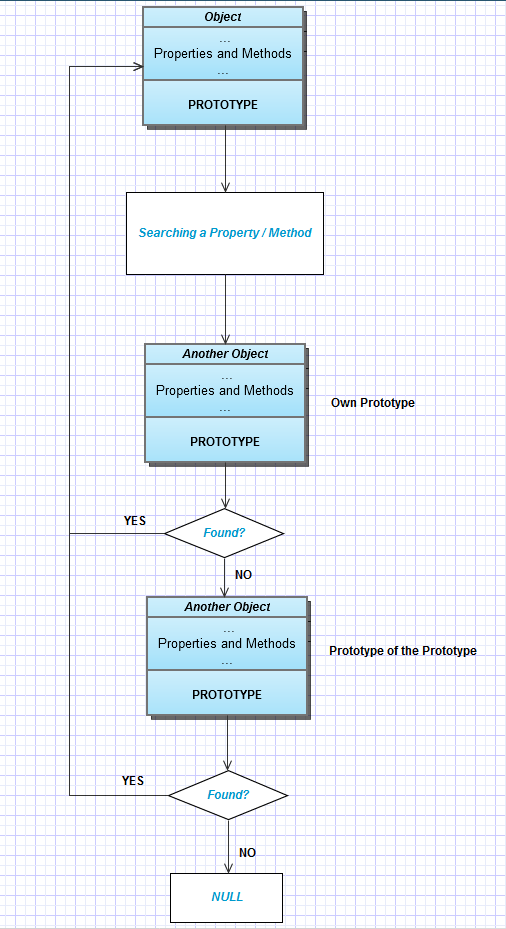 Object
...
Properties and Methods
...
PROTOTYPE
Searching a Property / Method
Another Object
...
Properties and Methods
...
Own Prototype
PROTOTYPE
YES
Found?
NO
Another Object
...
Properties and Methods
...
Prototype of the Prototype
PROTOTYPE
YES
Found?
NO
NULL